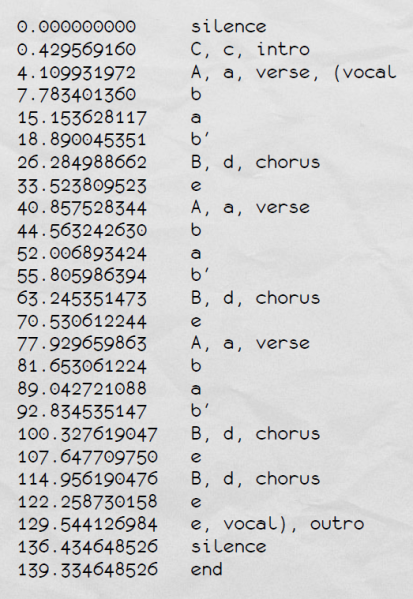 0.000000000 silence
0.429569160 C, c, intro
4.109931972 A, a, verse, (vocal
7.783401360 b
15.153628117 a
18.890045351 b'
26.284988662 B, d, chorus
33.523809523 e
40.857528344 A, a, verse
44.563242630 b
52.006893424 a
55.805986394 b'
63.245351473 B, d, chorus
70.530612244 e
77.929659863 A, a, verse
81.653061224 b
89.042721088 a
92.834535147 b'
100.327619047 B, d, chorus
107.647709750 e
114.956190476 B, d, chorus
122.258730158 e
129.544126984 e, vocal), outro
136.434648526 silence
139.334648526 end